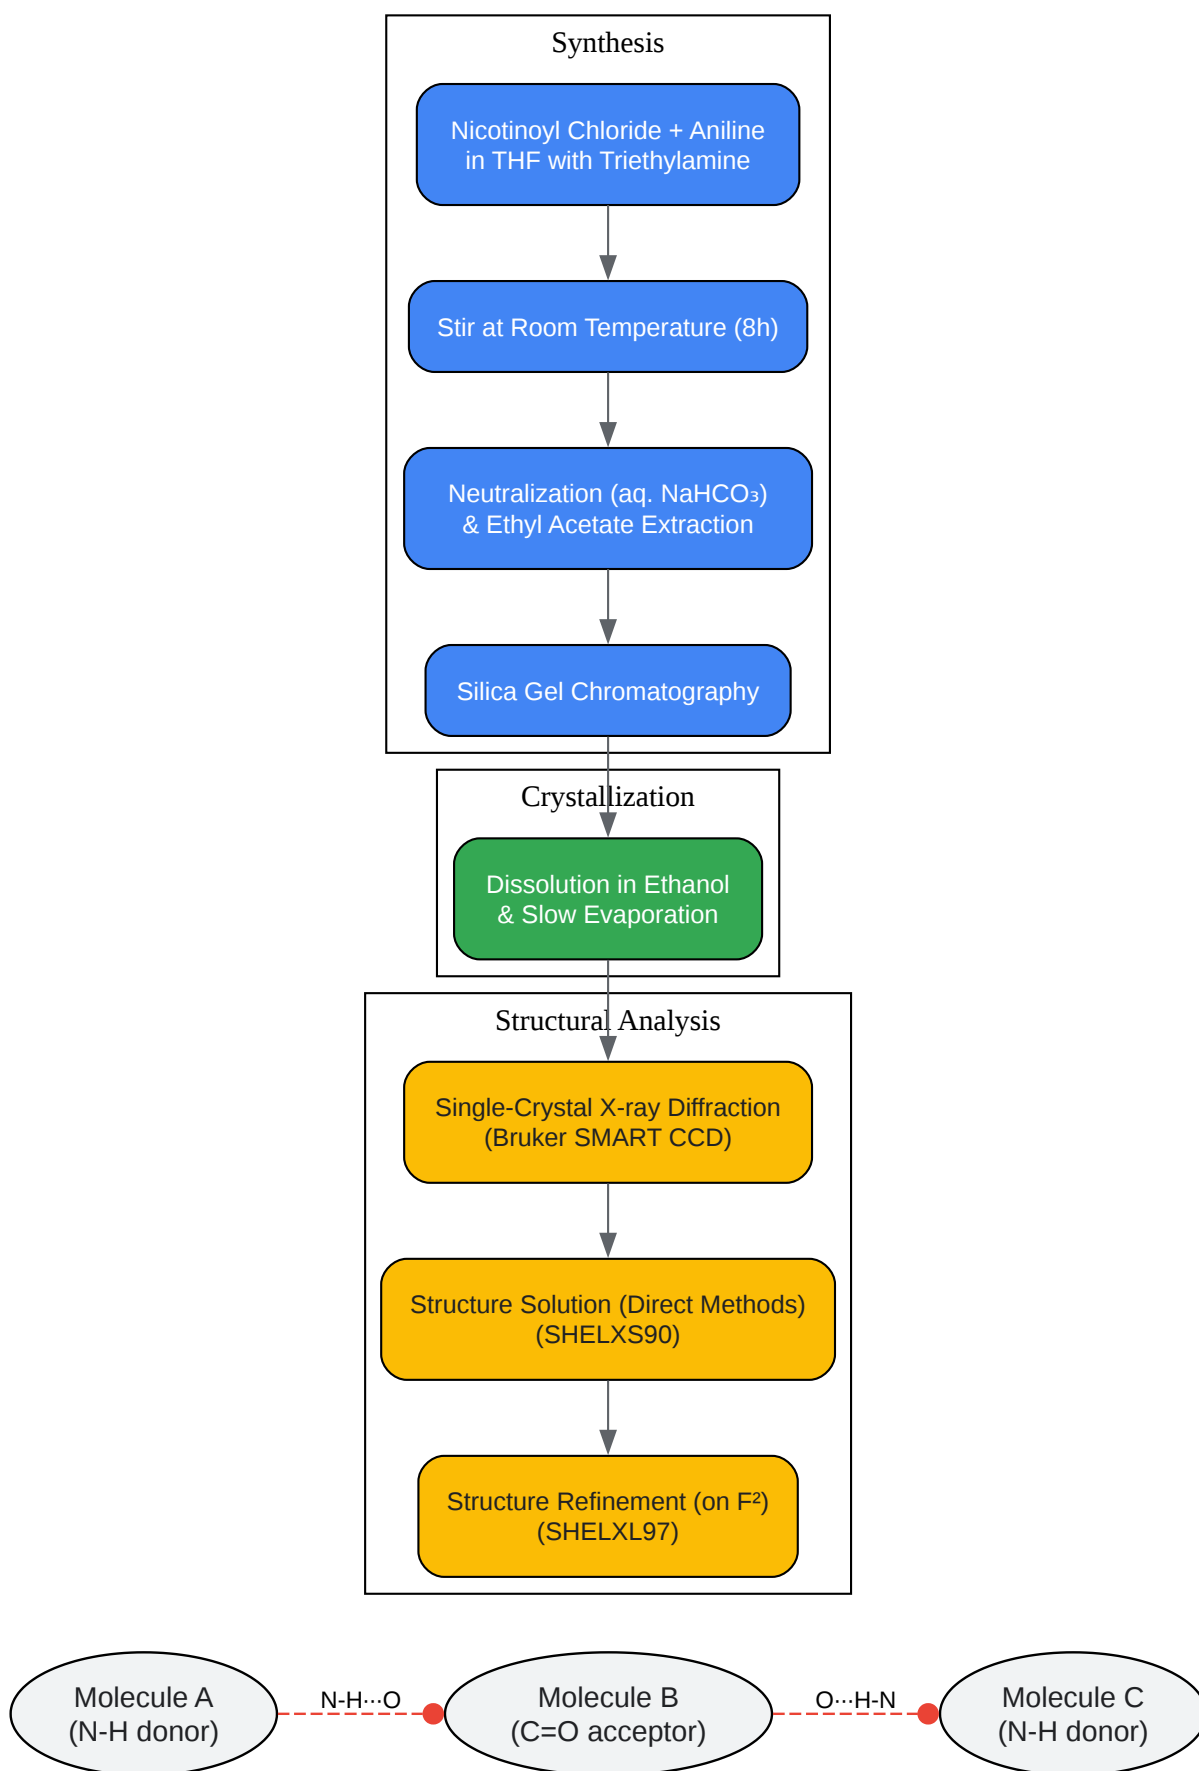 Synthesis
Nicotinoyl Chloride + Aniline
in THF with Triethylamine
Stir at Room Temperature (8h)
Neutralization (aq. NaHCO₃)
& Ethyl Acetate Extraction
Silica Gel Chromatography
Crystallization
Dissolution in Ethanol
& Slow Evaporation
Structural Analysis
Single-Crystal X-ray Diffraction
(Bruker SMART CCD)
Structure Solution (Direct Methods)
(SHELXS90)
Structure Refinement (on F²)
(SHELXL97)
Molecule A
(N-H donor)
N-H···O
Molecule B
(C=O acceptor)
O···H-N
Molecule C
(N-H donor)